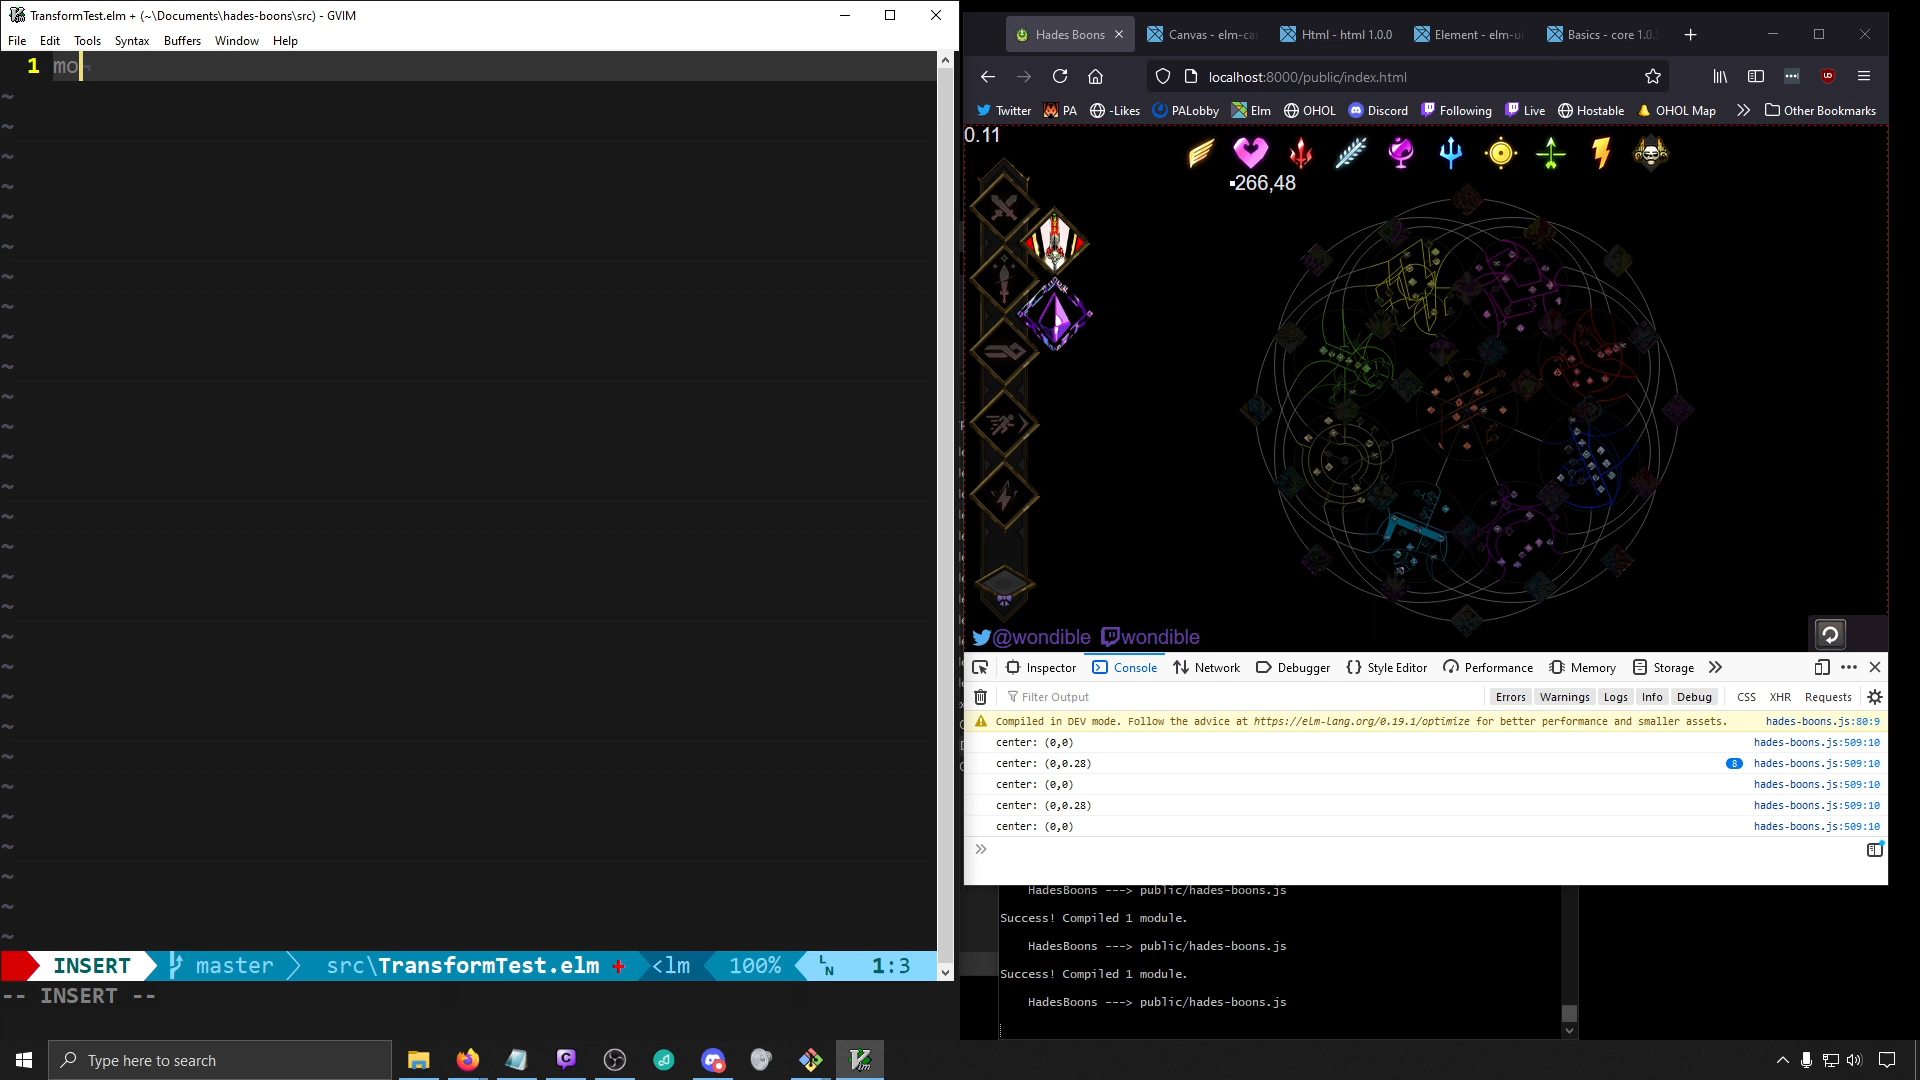 TransformTest.elm + (~\Documents\hades-boons\src) - GVIM
File Edit Tools Syntax Buffers Window Help
1 mo
INSERT master src\TransformTest.elm + <lm 100% LN 1:3
-- INSERT --
Hades Boons
Canvas - elm-ca
Html - html 1.0.0
Element - elm-u
Basics - core 1.0.
localhost:8000/public/index.html
Twitter PA -Likes PALobby Elm OHOL Discord Following Live Hostable OHOL Map Other Bookmarks
0.11
-266,48
@wondible wondible
Inspector Console Network Debugger Style Editor Performance Memory Storage
Filter Output Errors Warnings Logs Info Debug CSS XHR Requests
Compiled in DEV mode. Follow the advice at https://elm-lang.org/0.19.1/optimize for better performance and smaller assets. hades-boons.js:80:9
center: (0,0) hades-boons.js:509:10
center: (0,0.28) 8 hades-boons.js:509:10
center: (0,0) hades-boons.js:509:10
center: (0,0.28) hades-boons.js:509:10
center: (0,0) hades-boons.js:509:10
HadesBoons ---> public/hades-boons.js
Success! Compiled 1 module.
HadesBoons ---> public/hades-boons.js
Success! Compiled 1 module.
HadesBoons ---> public/hades-boons.js
Type here to search